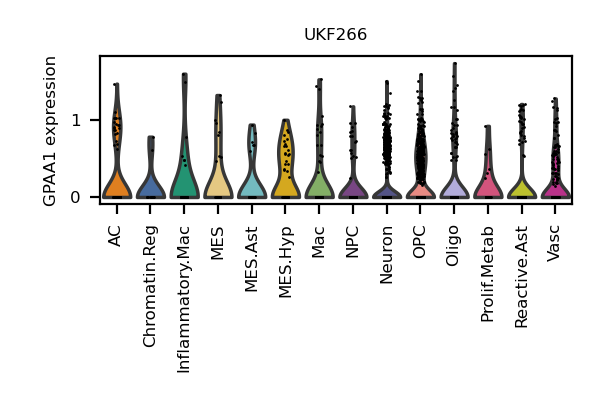 UKF266
GPAA1 expression
1
0
AC
Chromatin.Reg
Inflammatory.Mac
MES
MES.Ast
MES.Hyp
Mac
NPC
Neuron
OPC
Oligo
Prolif.Metab
Reactive.Ast
Vasc